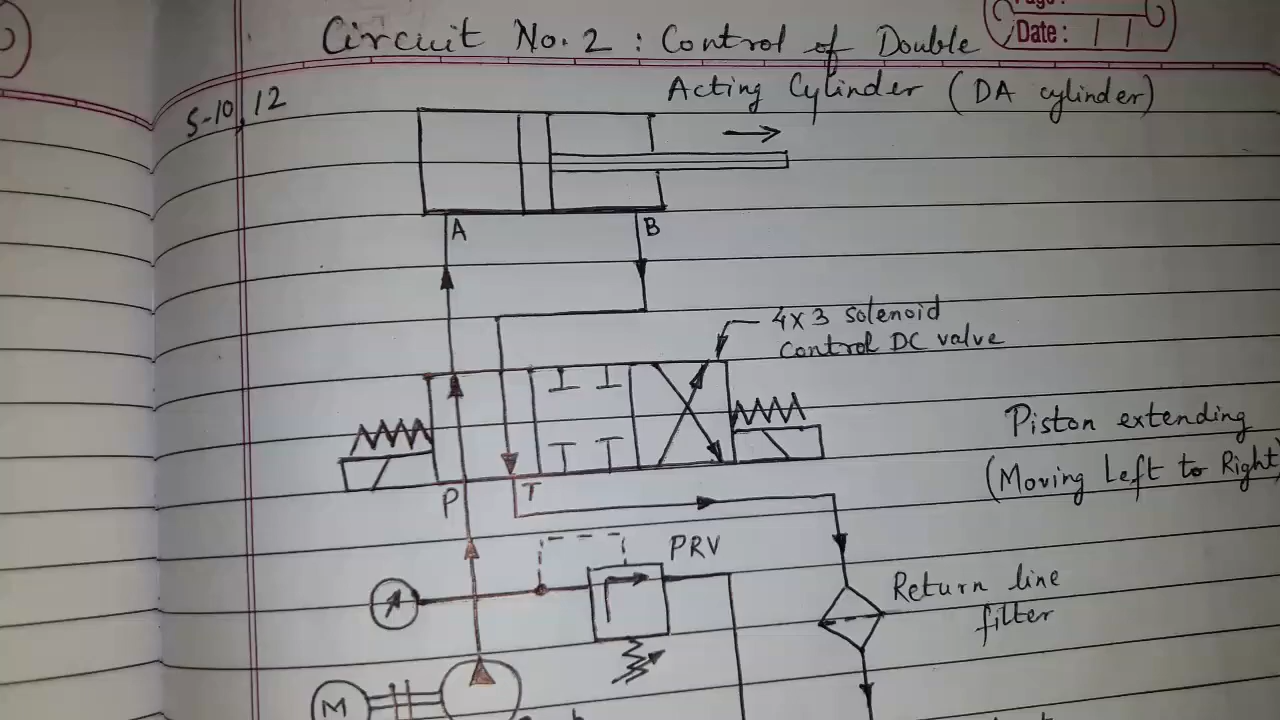 Page:
Date:
Circuit No. 2 : Control of Double
Acting Cylinder (DA cylinder)
S-10, 12
A
B
4x3 solenoid
control DC valve
Piston extending
(Moving Left to Right)
P
T
PRV
Return line
filter
M